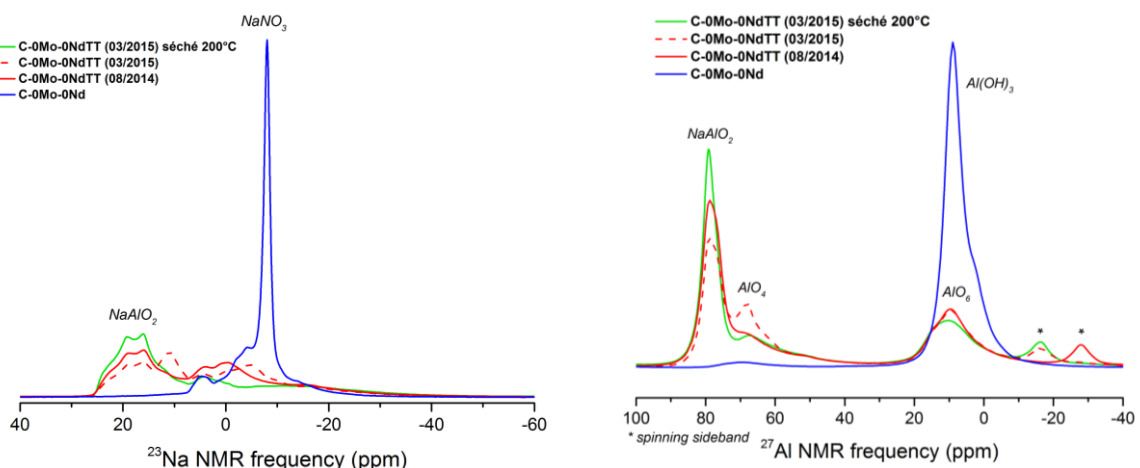 NaNO₃
C-0Mo-0NdTT (03/2015) séché 200°C
C-0Mo-0NdTT (03/2015)
C-0Mo-0NdTT (08/2014)
C-0Mo-0Nd
NaAlO₂
40 20 0 -20 -40 -60
²³Na NMR frequency (ppm)
C-0Mo-0NdTT (03/2015) séché 200°C
C-0Mo-0NdTT (03/2015)
C-0Mo-0NdTT (08/2014)
C-0Mo-0Nd
Al(OH)₃
NaAlO₂
AlO₄
AlO₆
* *
100 80 60 40 20 0 -20 -40
* spinning sideband
²⁷Al NMR frequency (ppm)